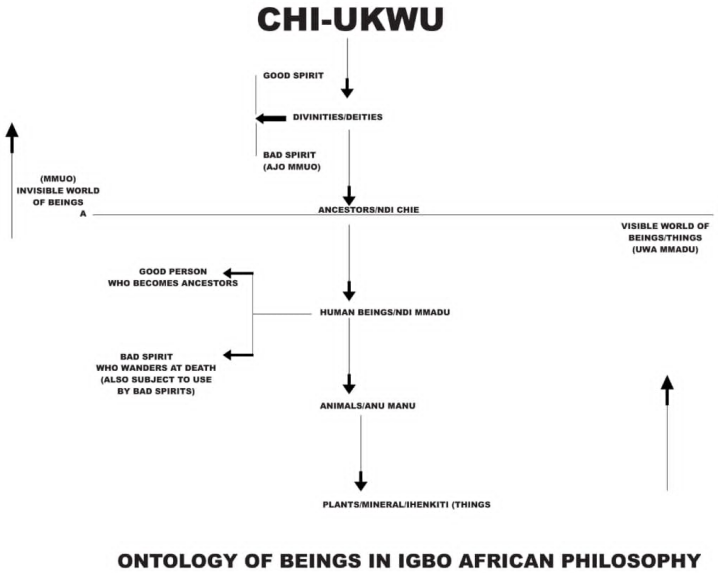 CHI-UKWU
GOOD SPIRIT
DIVINITIES/DEITIES
BAD SPIRIT
(AJO MMUO)
(MMUO)
INVISIBLE WORLD
OF BEINGS
A
ANCESTORS/NDI CHIE
VISIBLE WORLD OF
BEINGS/THINGS
(UWA MMADU)
GOOD PERSON
WHO BECOMES ANCESTORS
HUMAN BEINGS/NDI MMADU
BAD SPIRIT
WHO WANDERS AT DEATH
(ALSO SUBJECT TO USE
BY BAD SPIRITS)
ANIMALS/ANU MANU
PLANTS/MINERAL/IHENKITI (THINGS
ONTOLOGY OF BEINGS IN IGBO AFRICAN PHILOSOPHY